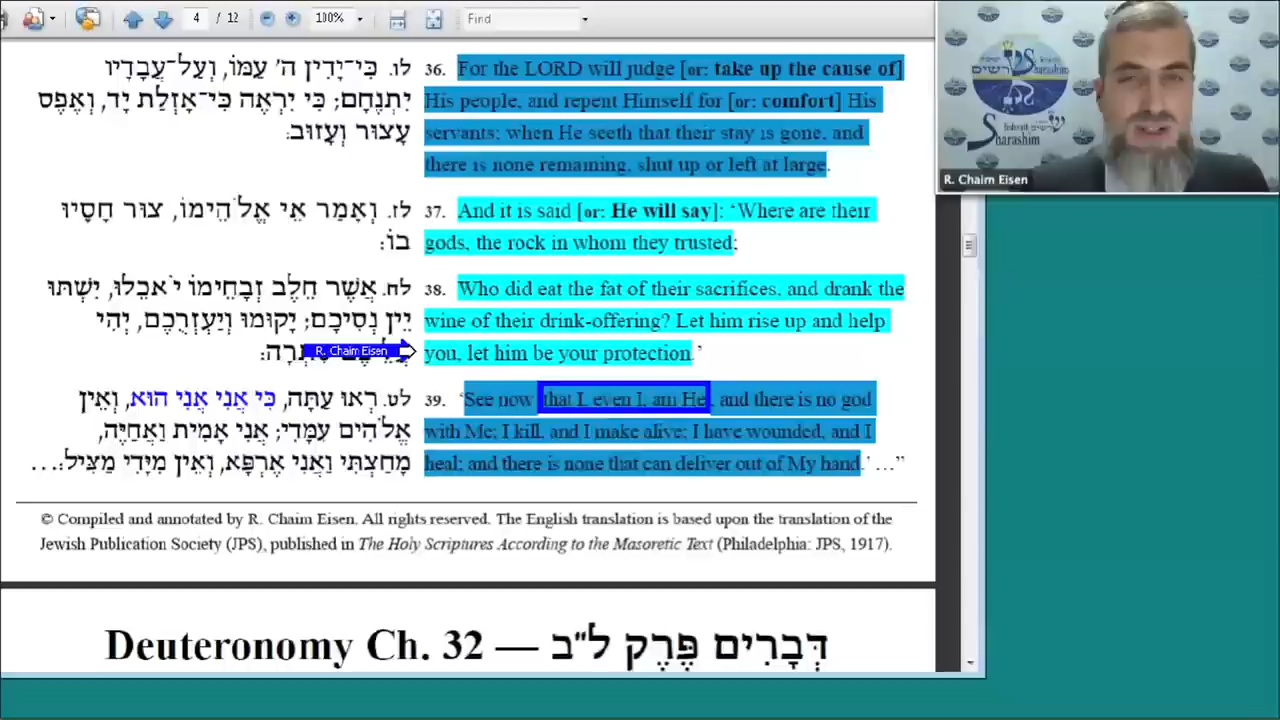 4 / 12
100%
Find
לו. כִּי־יָדִין ה' עַמּוֹ, וְעַל־עֲבָדָיו
יִתְנֶחָם; כִּי יִרְאֶה כִּי־אָזְלַת יָד, וְאֶפֶס
עָצוּר וְעָזוּב:
36. For the LORD will judge [or: take up the cause of]
His people, and repent Himself for [or: comfort] His
servants; when He seeth that their stay is gone, and
there is none remaining, shut up or left at large.
לז. וְאָמַר אֵי אֱלֹהֵימוֹ, צוּר חָסָיוּ
בוֹ:
37. And it is said [or: He will say]: ‘Where are their
gods, the rock in whom they trusted;
לח. אֲשֶׁר חֵלֶב זְבָחֵימוֹ יֹאכֵלוּ, יִשְׁתּוּ
יֵין נְסִיכָם; יָקוּמוּ וְיַעְזְרֻכֶם, יְהִי
R. Chaim Eisen
38. Who did eat the fat of their sacrifices, and drank the
wine of their drink-offering? Let him rise up and help
you, let him be your protection.’
לט. רְאוּ עַתָּה, כִּי אֲנִי אֲנִי הוּא, וְאֵין
אֱלֹהִים עִמָּדִי; אֲנִי אָמִית וַאֲחַיֶּה,
מָחַצְתִּי וַאֲנִי אֶרְפָּא, וְאֵין מִיָּדִי מַצִּיל:...
39. ‘See now that I, even I, am He, and there is no god
with Me; I kill, and I make alive; I have wounded, and I
heal; and there is none that can deliver out of My hand.’ …”
© Compiled and annotated by R. Chaim Eisen. All rights reserved. The English translation is based upon the translation of the
Jewish Publication Society (JPS), published in The Holy Scriptures According to the Masoretic Text (Philadelphia: JPS, 1917).
Deuteronomy Ch. 32 — דְּבָרִים פֶּרֶק ל"ב
שרשים
Sharashim
R. Chaim Eisen